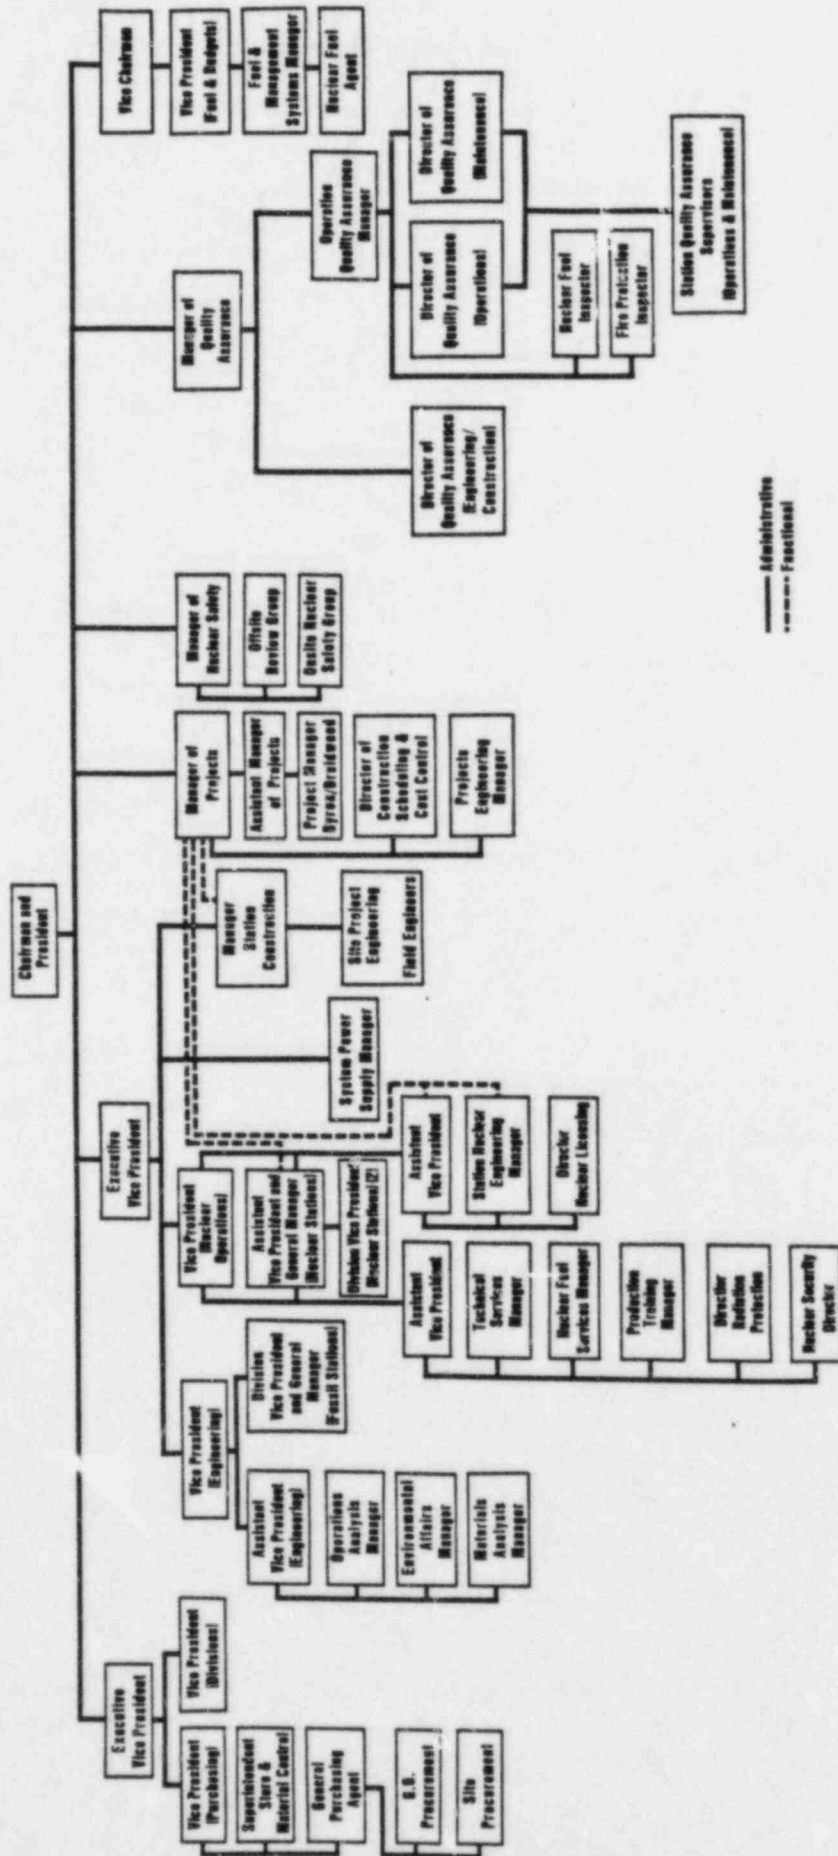 Chairman and
President
Executive
Vice President
Vice President
(Purchasing)
Superintendent
Store &
Material Control
General
Purchasing
Agent
G.O.
Procurement
Site
Procurement
Vice President
(Divisions)
Executive
Vice President
Vice President
(Engineering)
Assistant
Vice President
(Engineering)
Operations
Analysis
Manager
Environmental
Affairs
Manager
Materials
Analysis
Manager
Division
Vice President
and General
Manager
(Fossil Stations)
Vice President
(Nuclear
Operations)
Assistant
Vice President and
General Manager
(Nuclear Stations)
Division Vice President
(Nuclear Stations) (2)
Assistant
Vice President
Technical
Services
Manager
Nuclear Fuel
Services Manager
Production
Training
Manager
Director
Radiation
Protection
Nuclear Security
Director
Assistant
Vice President
Station Nuclear
Engineering
Manager
Director
Nuclear Licensing
System Power
Supply Manager
Manager
Station
Construction
Site Project
Engineering
(Field Engineers
Manager of
Projects
Assistant Manager
of Projects
Project Manager
Byron/Braidwood
Director of
Construction
Scheduling &
Cost Control
Projects
Engineering
Manager
Manager of
Nuclear Safety
Offsite
Review Group
Onsite Nuclear
Safety Group
Manager of
Quality
Assurance
Director of
Quality Assurance
(Engineering/
Construction)
Operation
Quality Assurance
Manager
Director of
Quality Assurance
(Operations)
Director of
Quality Assurance
(Maintenance)
Nuclear Fuel
Inspector
Fire Protection
Inspector
Station Quality Assurance
Supervisors
(Operations & Maintenance)
Vice Chairman
Vice President
(Fuel & Budgets)
Fuel &
Management
Systems Manager
Nuclear Fuel
Agent
Administrative
Functional